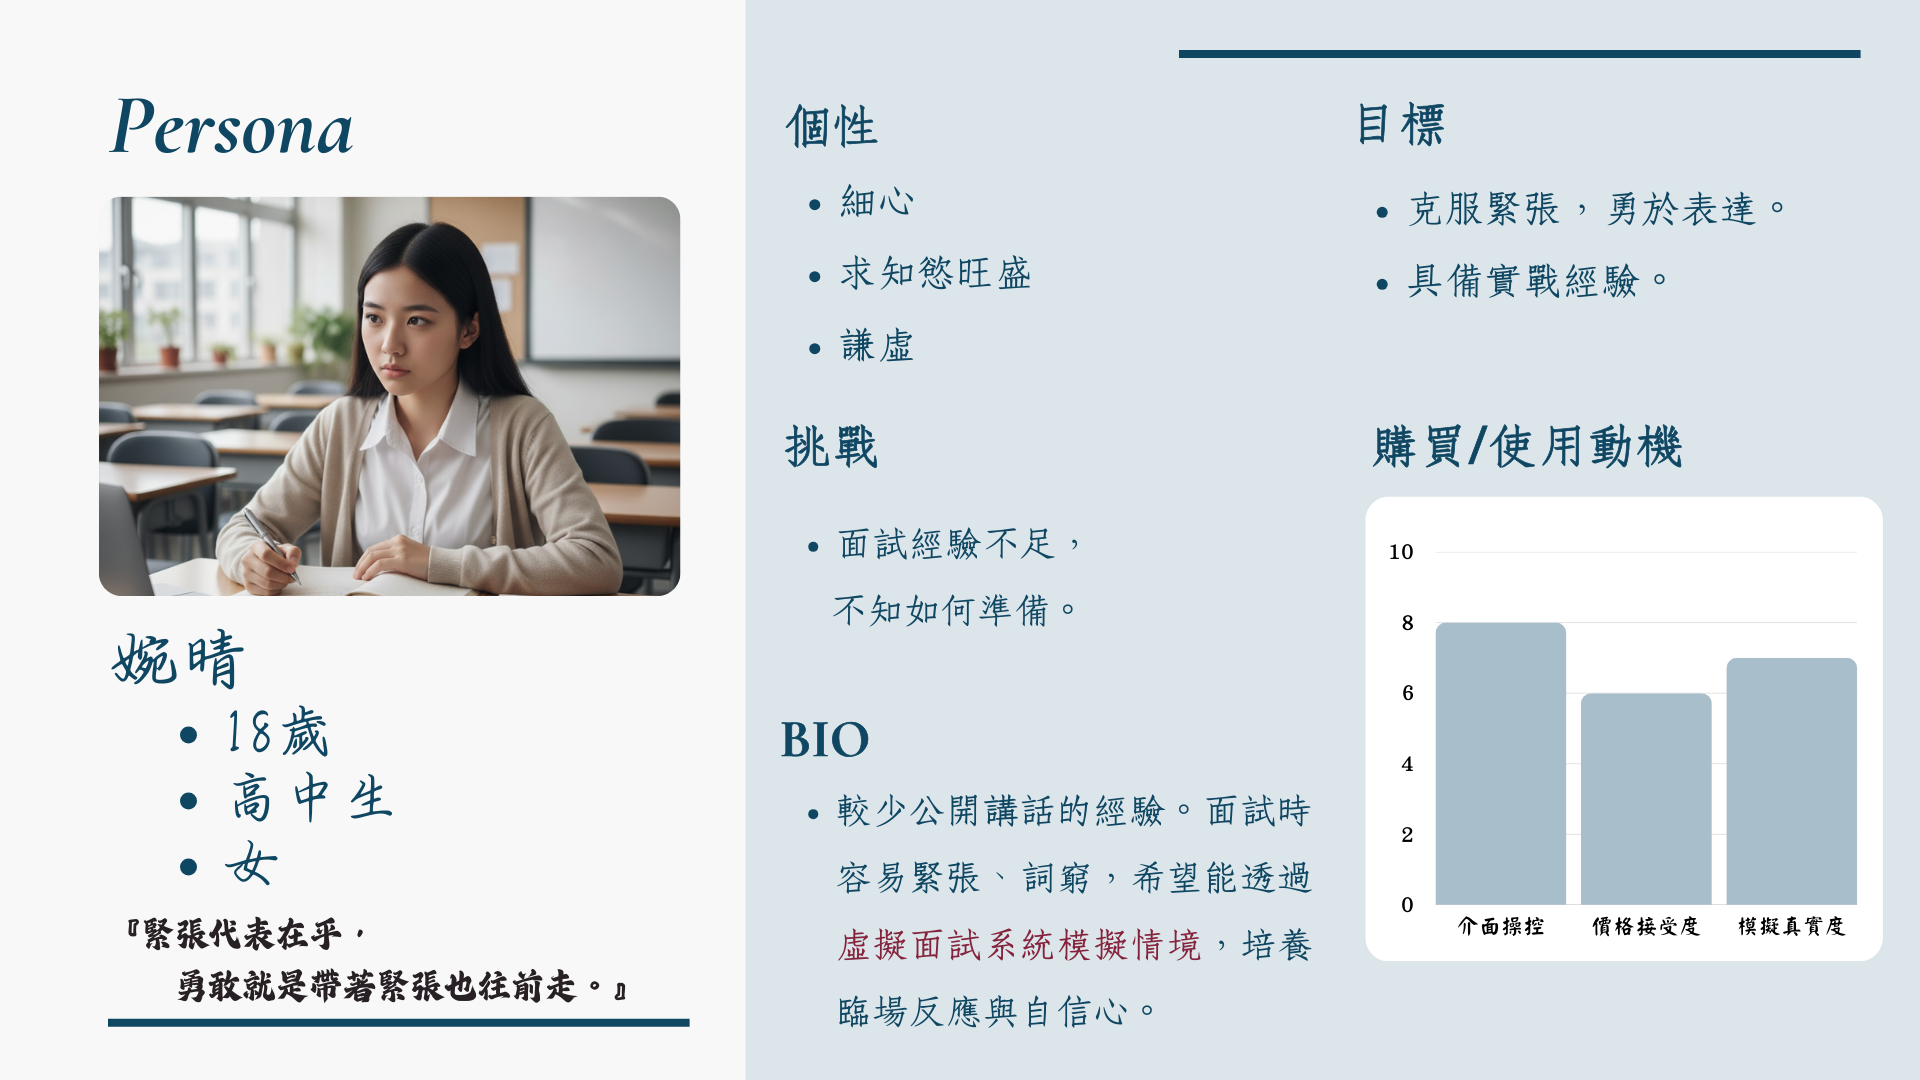 Persona
婉晴
18歲
高中生
女
『緊張代表在乎，
勇敢就是帶著緊張也往前走。』
個性
細心
求知慾旺盛
謙虛
挑戰
面試經驗不足，
不知如何準備。
BIO
較少公開講話的經驗。面試時
容易緊張、詞窮，希望能透過
虛擬面試系統模擬情境，培養
臨場反應與自信心。
目標
克服緊張，勇於表達。
具備實戰經驗。
購買/使用動機
10
8
6
4
2
0
介面操控 價格接受度 模擬真實度